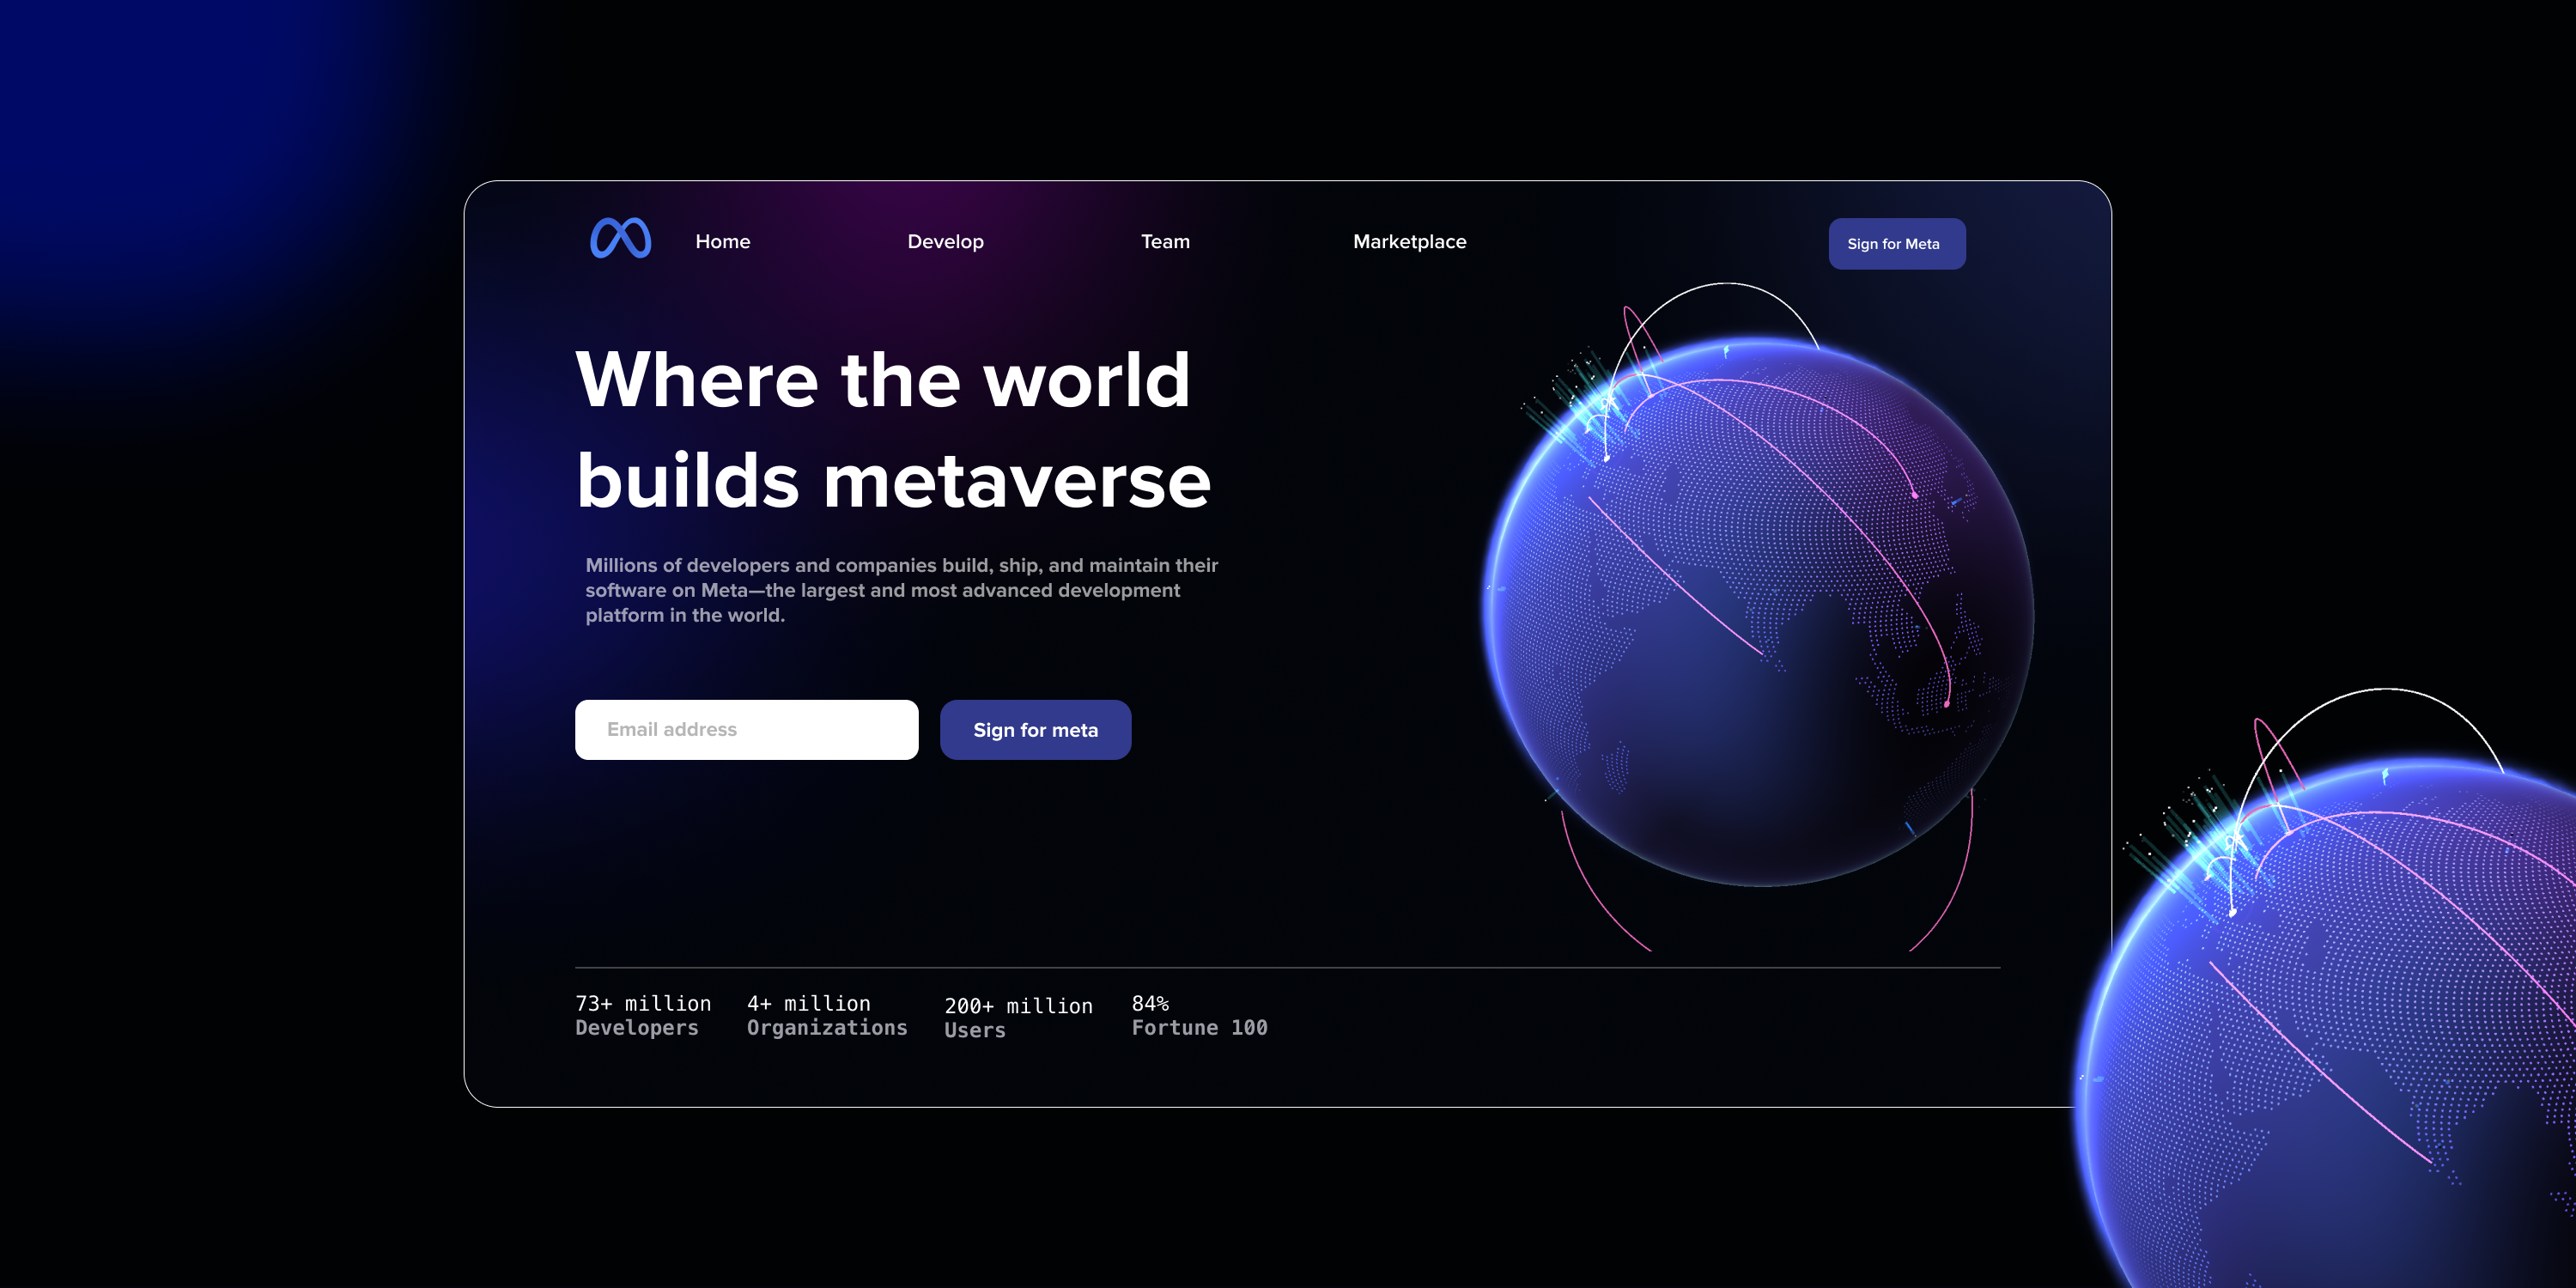 Home Develop Team Marketplace Sign for Meta
Where the world
builds metaverse
Millions of developers and companies build, ship, and maintain their
software on Meta—the largest and most advanced development
platform in the world.
Email address Sign for meta
73+ million 4+ million 200+ million 84%
Developers Organizations Users Fortune 100